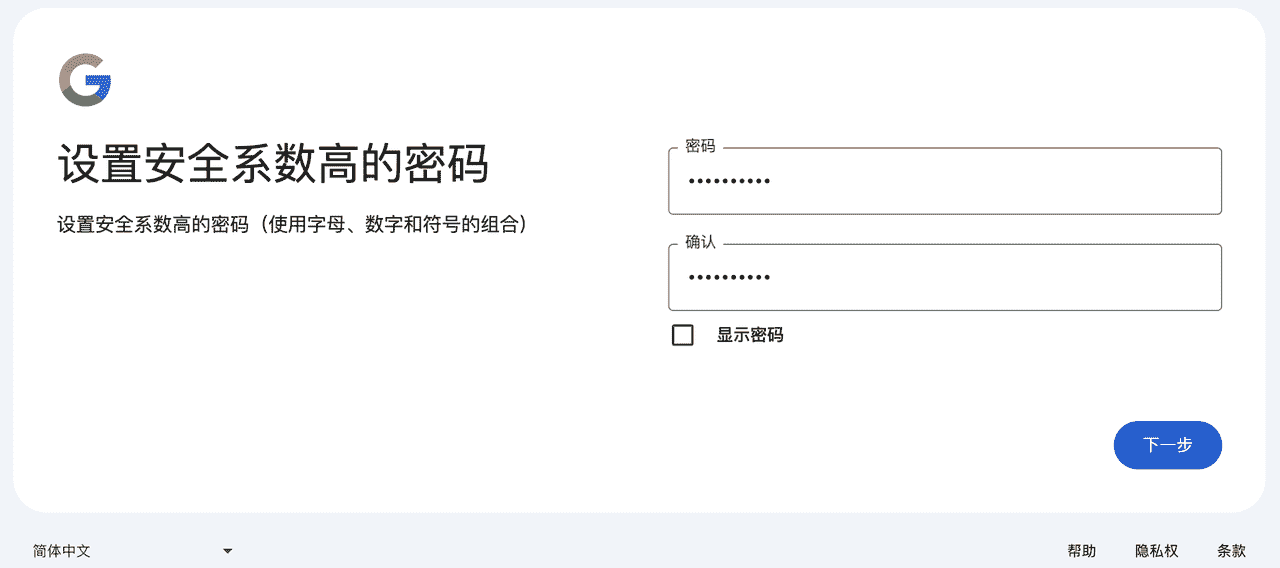 设置安全系数高的密码
设置安全系数高的密码（使用字母、数字和符号的组合）
密码
••••••••••
确认
••••••••••
显示密码
下一步
简体中文
帮助
隐私权
条款